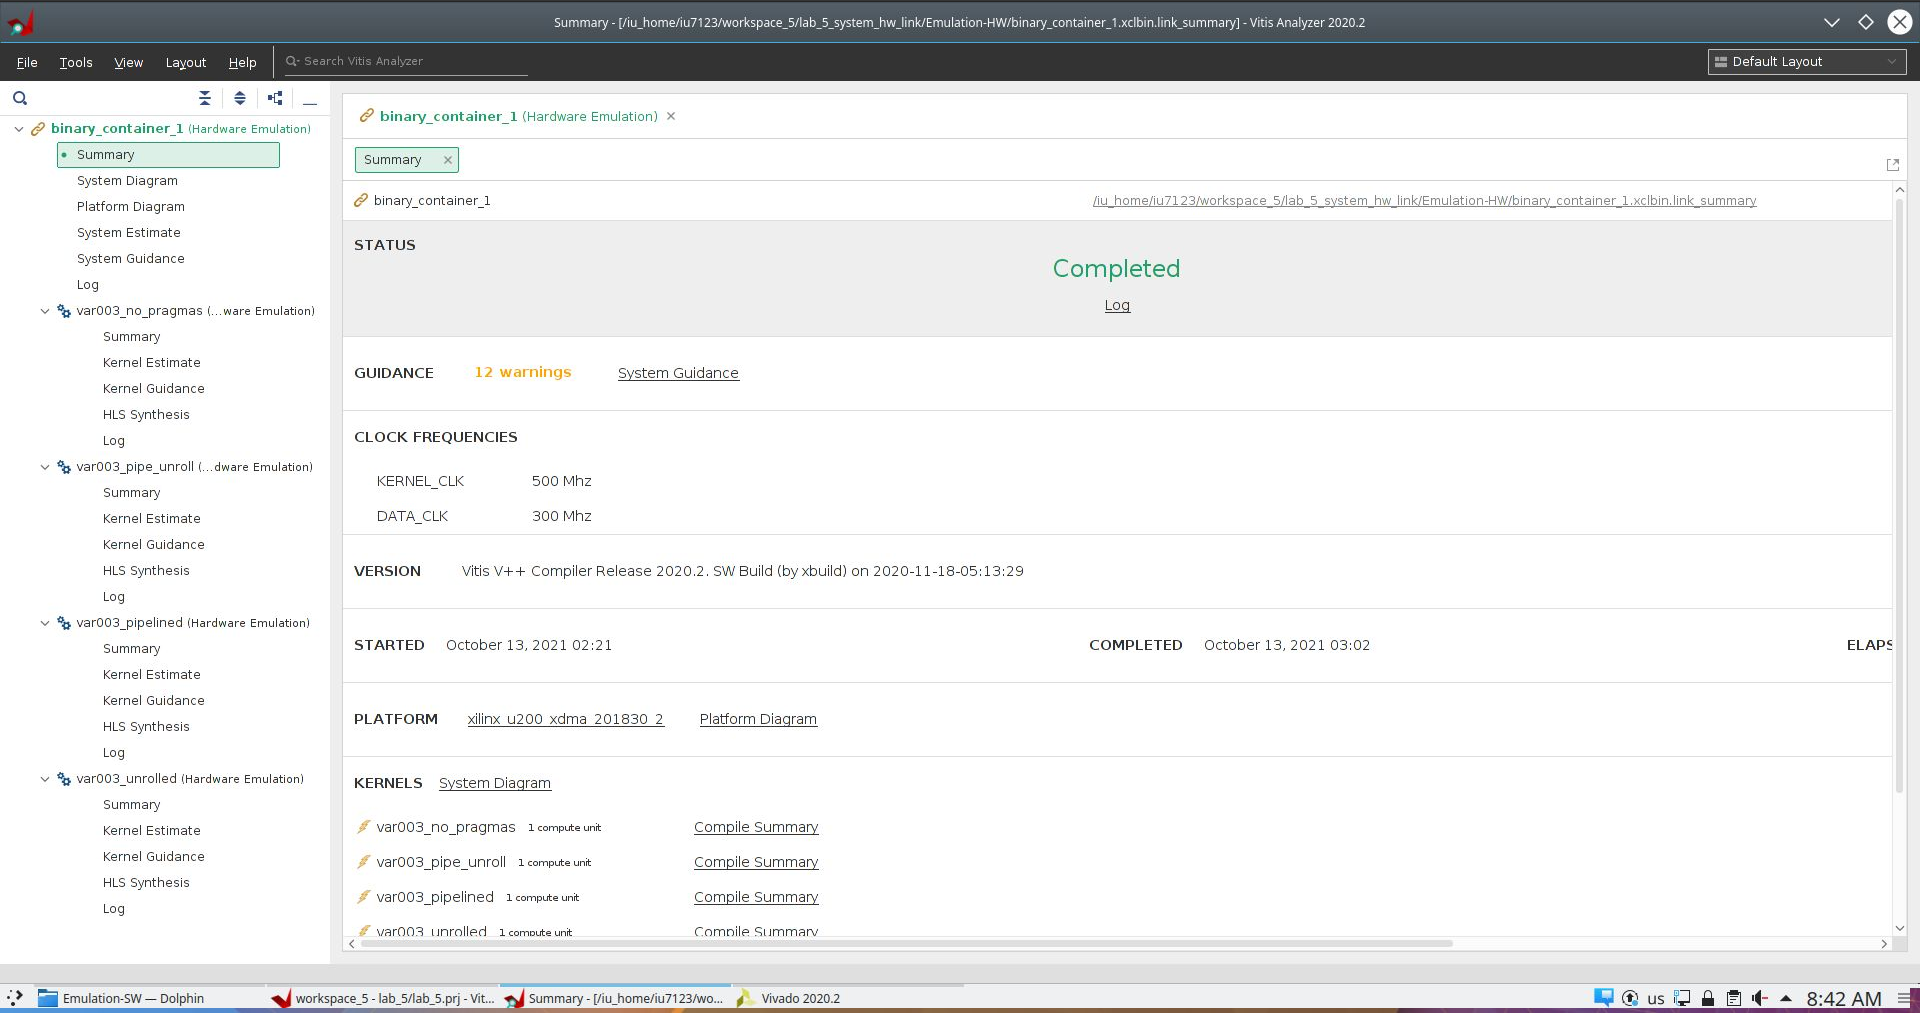 Summary - [/iu_home/iu7123/workspace_5/lab_5_system_hw_link/Emulation-HW/binary_container_1.xclbin.link_summary] - Vitis Analyzer 2020.2
File Tools View Layout Help Search Vitis Analyzer Default Layout
binary_container_1 (Hardware Emulation)
Summary
System Diagram
Platform Diagram
System Estimate
System Guidance
Log
var003_no_pragmas (...ware Emulation)
Summary
Kernel Estimate
Kernel Guidance
HLS Synthesis
Log
var003_pipe_unroll (...dware Emulation)
Summary
Kernel Estimate
Kernel Guidance
HLS Synthesis
Log
var003_pipelined (Hardware Emulation)
Summary
Kernel Estimate
Kernel Guidance
HLS Synthesis
Log
var003_unrolled (Hardware Emulation)
Summary
Kernel Estimate
Kernel Guidance
HLS Synthesis
Log
binary_container_1 (Hardware Emulation)
Summary
binary_container_1 /iu_home/iu7123/workspace_5/lab_5_system_hw_link/Emulation-HW/binary_container_1.xclbin.link_summary
STATUS
Completed
Log
GUIDANCE 12 warnings System Guidance
CLOCK FREQUENCIES
KERNEL_CLK 500 Mhz
DATA_CLK 300 Mhz
VERSION Vitis V++ Compiler Release 2020.2. SW Build (by xbuild) on 2020-11-18-05:13:29
STARTED October 13, 2021 02:21 COMPLETED October 13, 2021 03:02 ELAPS
PLATFORM xilinx_u200_xdma_201830_2 Platform Diagram
KERNELS System Diagram
var003_no_pragmas 1 compute unit Compile Summary
var003_pipe_unroll 1 compute unit Compile Summary
var003_pipelined 1 compute unit Compile Summary
var003_unrolled 1 compute unit Compile Summary
Emulation-SW — Dolphin workspace_5 - lab_5/lab_5.prj - Vit... Summary - [/iu_home/iu7123/wo... Vivado 2020.2 us 8:42 AM